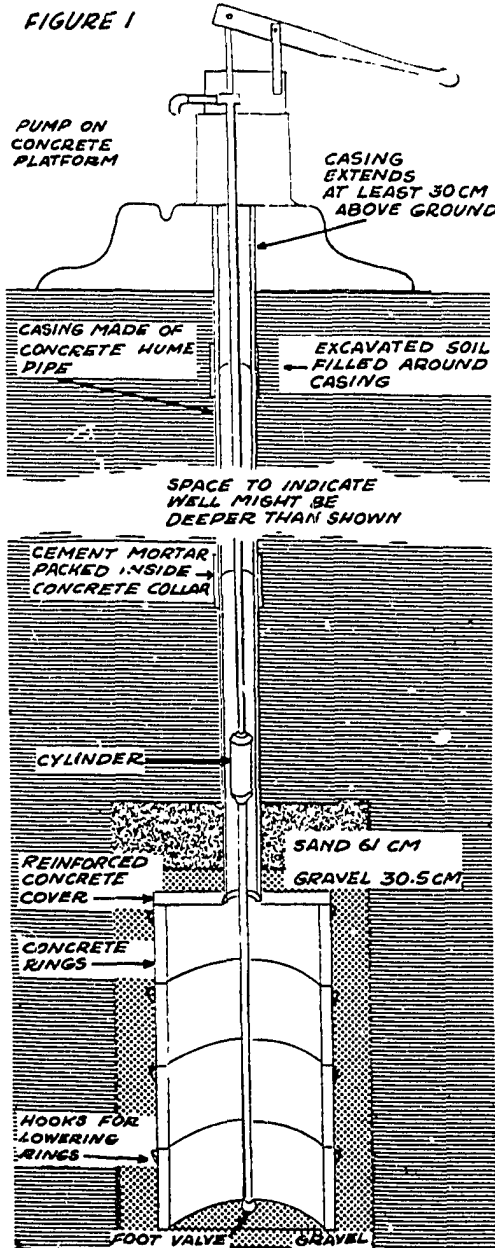 FIGURE 1
PUMP ON
CONCRETE
PLATFORM
CASING
EXTENDS
AT LEAST 30 CM
ABOVE GROUND
CASING MADE OF
CONCRETE HUME
PIPE
EXCAVATED SOIL
FILLED AROUND
CASING
SPACE TO INDICATE
WELL MIGHT BE
DEEPER THAN SHOWN
CEMENT MORTAR
PACKED INSIDE
CONCRETE COLLAR
CYLINDER
SAND 61 CM
GRAVEL 30.5CM
REINFORCED
CONCRETE
COVER
CONCRETE
RINGS
HOOKS FOR
LOWERING
RINGS
FOOT VALVE
GRAVEL